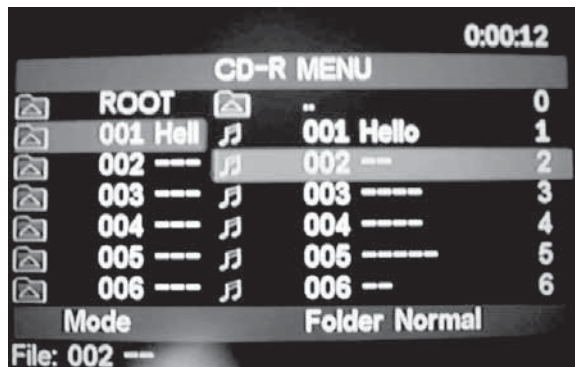 0:00:12
CD-R MENU
ROOT .. 0
001 Hell 001 Hello 1
002 --- 002 -- 2
003 --- 003 ---- 3
004 --- 004 ---- 4
005 --- 005 ----- 5
006 --- 006 -- 6
Mode Folder Normal
File: 002 --